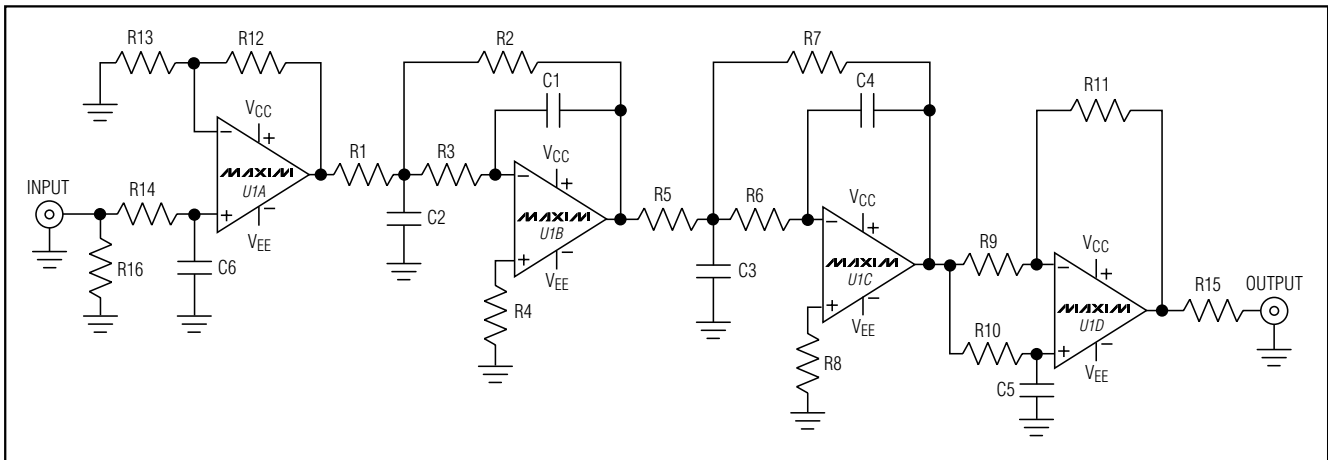 R13
R12
VCC
+
−
MAXIM
U1A
+
−
VEE
INPUT
R14
R16
C6
R1
R2
C1
R3
C2
VCC
+
−
MAXIM
U1B
+
−
VEE
R4
R5
R7
C4
R6
C3
VCC
+
−
MAXIM
U1C
+
−
VEE
R8
R9
R10
C5
R11
VCC
+
−
MAXIM
U1D
+
−
VEE
R15
OUTPUT